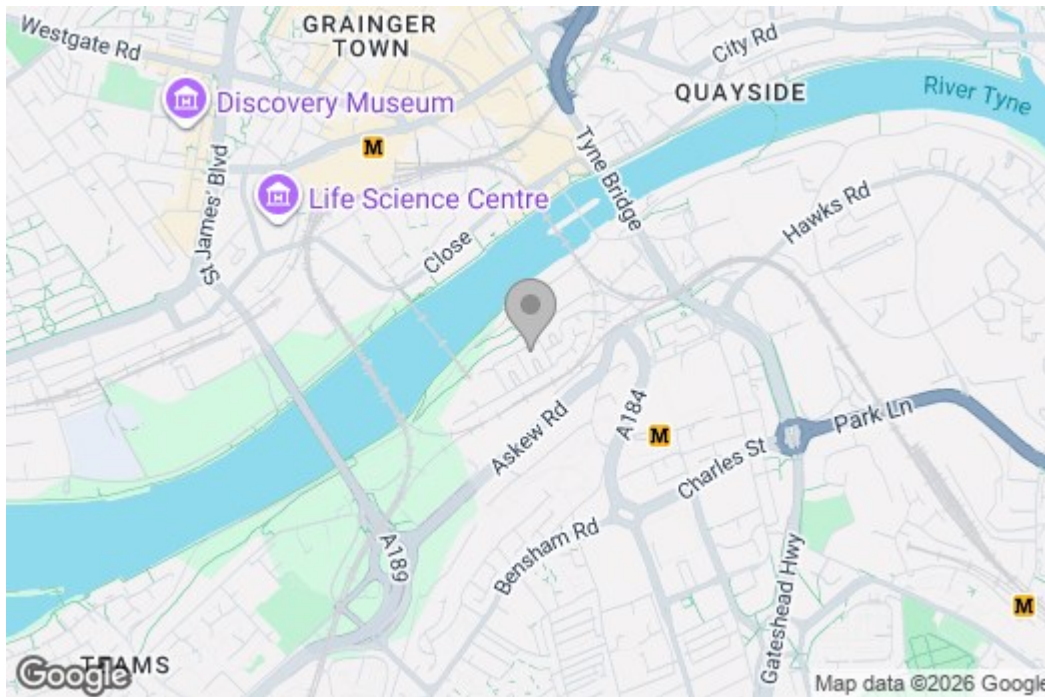 GRAINGER
TOWN
Westgate Rd
City Rd
QUAYSIDE
River Tyne
Discovery Museum
M
Tyne Bridge
St James' Blvd
Life Science Centre
Hawks Rd
Close
A184
Askew Rd
M
Park Ln
Charles St
Bensham Rd
A189
Gateshead Hwy
M
TEAMS
Google
Map data ©2026 Google